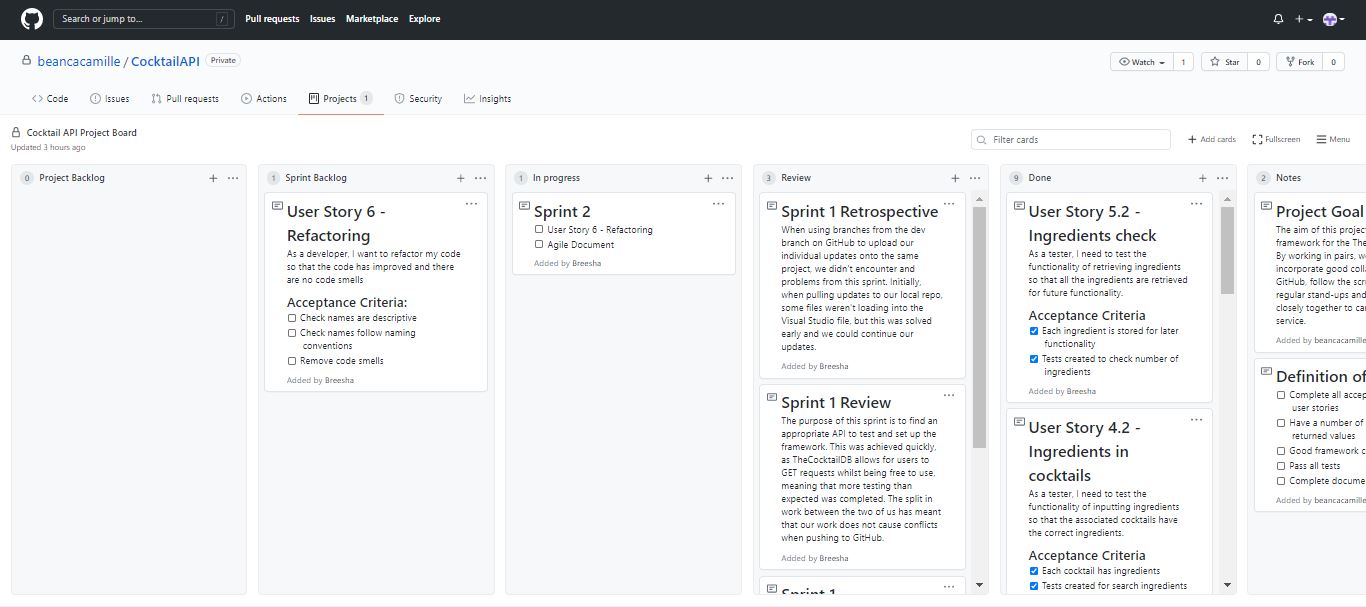 Search or jump to...
/
Pull requests
Issues
Marketplace
Explore
beancacamille / CocktailAPI
Private
Watch
1
Star
0
Fork
0
Code
Issues
Pull requests
Actions
Projects 1
Security
Insights
Cocktail API Project Board
Updated 3 hours ago
Filter cards
Add cards
Fullscreen
Menu
0 Project Backlog
1 Sprint Backlog
User Story 6 -
Refactoring
As a developer, I want to refactor my code
so that the code has improved and there
are no code smells
Acceptance Criteria:
Check names are descriptive
Check names follow naming
conventions
Remove code smells
Added by Breesha
1 In progress
Sprint 2
User Story 6 - Refactoring
Agile Document
Added by Breesha
3 Review
Sprint 1 Retrospective
When using branches from the dev
branch on GitHub to upload our
individual updates onto the same
project, we didn't encounter and
problems from this sprint. Initially,
when pulling updates to our local repo,
some files weren't loading into the
Visual Studio file, but this was solved
early and we could continue our
updates.
Added by Breesha
Sprint 1 Review
The purpose of this sprint is to find an
appropriate API to test and set up the
framework. This was achieved quickly,
as TheCocktailDB allows for users to
GET requests whilst being free to use,
meaning that more testing than
expected was completed. The split in
work between the two of us has meant
that our work does not cause conflicts
when pushing to GitHub.
Added by Breesha
Sprint 1
9 Done
User Story 5.2 -
Ingredients check
As a tester, I need to test the
functionality of retrieving ingredients
so that all the ingredients are retrieved
for future functionality.
Acceptance Criteria
Each ingredient is stored for later
functionality
Tests created to check number of
ingredients
Added by Breesha
User Story 4.2 -
Ingredients in
cocktails
As a tester, I need to test the
functionality of inputting ingredients
so that the associated cocktails have
the correct ingredients.
Acceptance Criteria
Each cocktail has ingredients
Tests created for search ingredients
2 Notes
Project Goal
The aim of this projec
framework for the The
By working in pairs, w
incorporate good colla
GitHub, follow the scr
regular stand-ups and
closely together to ca
service.
Added by beancacamille
Definition of
Complete all accep
user stories
Have a number of
returned values
Good framework c
Pass all tests
Complete docume
Added by beancacamille